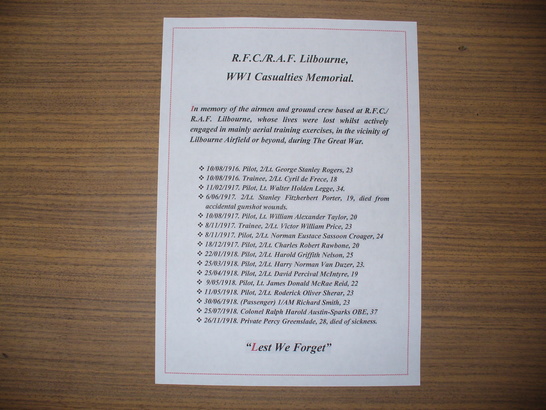 R.F.C./R.A.F. Lilbourne,
WW1 Casualties Memorial.
In memory of the airmen and ground crew based at R.F.C./
R.A.F. Lilbourne, whose lives were lost whilst actively
engaged in mainly aerial training exercises, in the vicinity of
Lilbourne Airfield or beyond, during The Great War.
❖ 10/08/1916. Pilot, 2/Lt. George Stanley Rogers, 23
❖ 10/08/1916. Trainee, 2/Lt. Cyril de Frece, 18
❖ 11/02/1917. Pilot, Lt. Walter Holden Legge, 34.
❖ 6/06/1917. 2/Lt. Stanley Fitzherbert Porter, 19, died from
accidental gunshot wounds.
❖ 10/08/1917. Pilot, Lt. William Alexander Taylor, 20
❖ 8/11/1917. Trainee, 2/Lt. Victor William Price, 23
❖ 8/11/1917. Pilot, 2/Lt. Norman Eustace Sassoon Croager, 24
❖ 18/12/1917. Pilot, 2/Lt. Charles Robert Rawbone, 20
❖ 22/01/1918. Pilot, Lt. Harold Griffith Nelson, 25
❖ 25/03/1918. Pilot, Lt. Harry Norman Van Duzer, 23.
❖ 25/04/1918. Pilot, Lt. David Percival McIntyre, 19
❖ 9/05/1918. Pilot, Lt. James Donald McRae Reid, 22
❖ 11/05/1918. Pilot, 2/Lt. Roderick Oliver Sherar, 23
❖ 30/06/1918. (Passenger) 1/AM Richard Smith, 23
❖ 25/07/1918. Colonel Ralph Harold Austin-Sparks OBE, 37
❖ 26/11/1918. Private Percy Greenslade, 28, died of sickness.
“Lest We Forget”